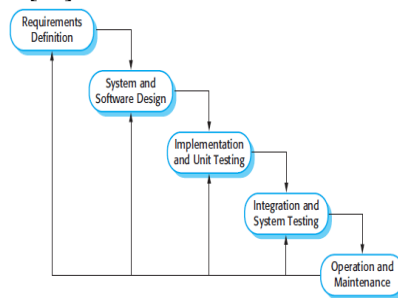 Requirements
Definition
System and
Software Design
Implementation
and Unit Testing
Integration and
System Testing
Operation and
Maintenance